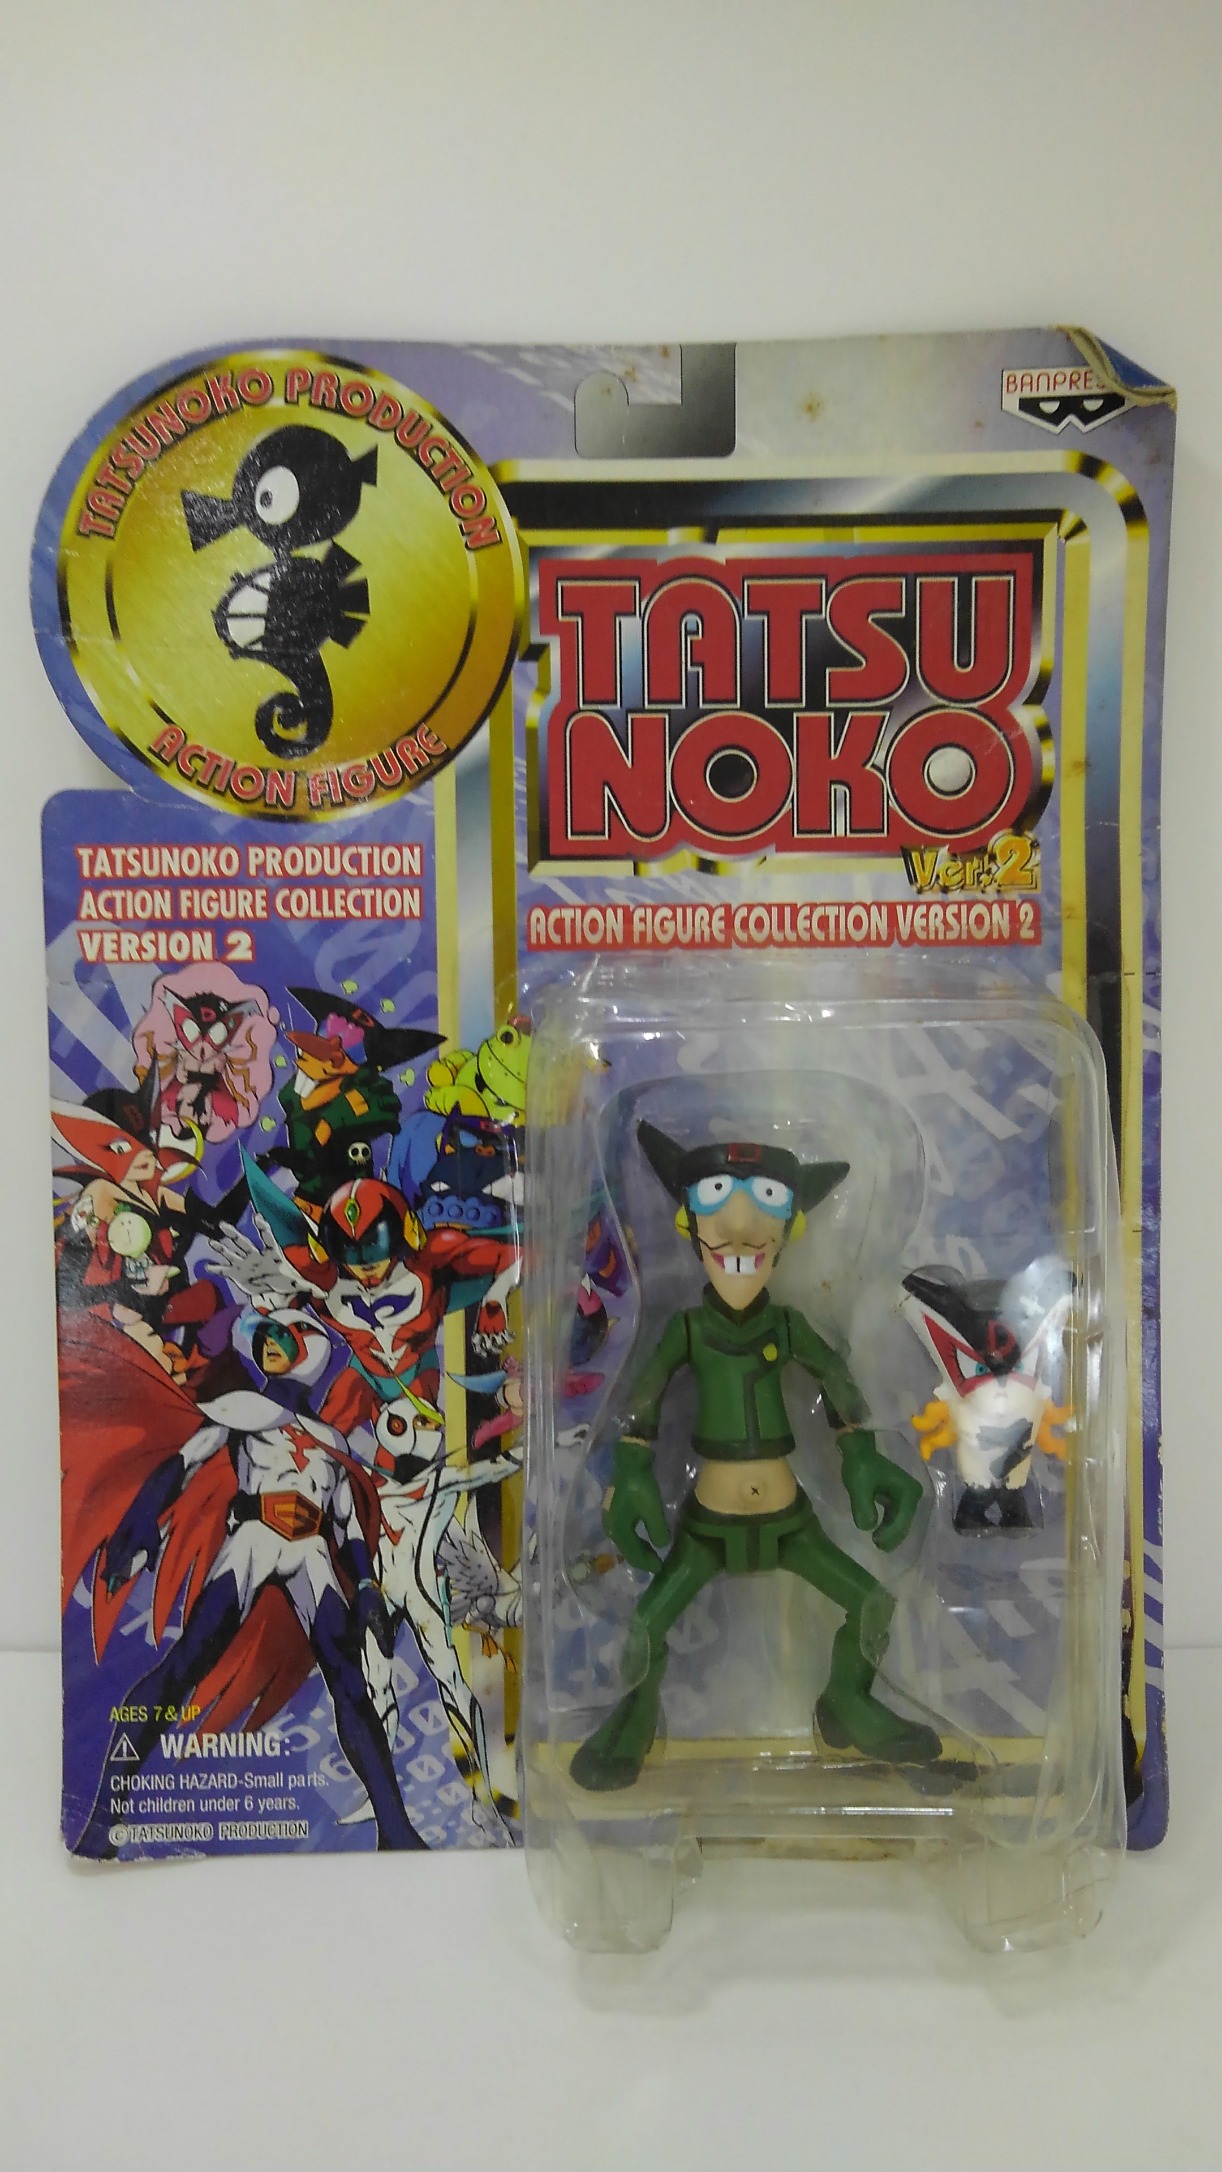 TATSUNOKO PRODUCTION
ACTION FIGURE
BANPRE
TATSU
NOKO
Ver.2
ACTION FIGURE COLLECTION VERSION 2
TATSUNOKO PRODUCTION
ACTION FIGURE COLLECTION
VERSION 2
D
D
D
G
AGES 7 & UP
WARNING:
CHOKING HAZARD-Small parts.
Not children under 6 years.
©TATSUNOKO PRODUCTION